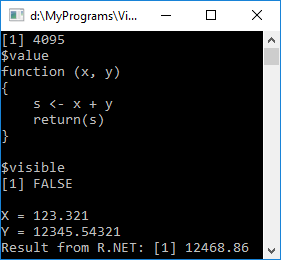 d:\MyPrograms\Vi...
[1] 4095
$value
function (x, y)
{
    s <- x + y
    return(s)
}
$visible
[1] FALSE
X = 123.321
Y = 12345.54321
Result from R.NET: [1] 12468.86